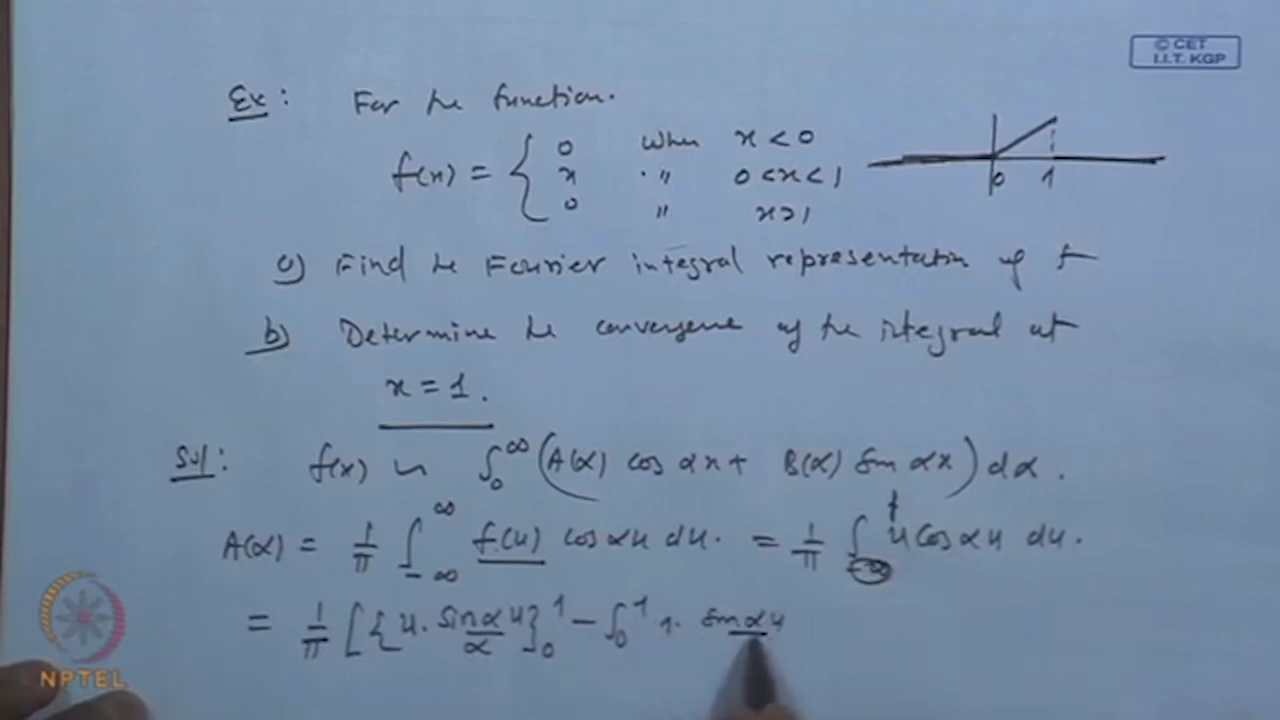 © CET
I.I.T. KGP
Ex: For the function.
f(x) = { 0 when x < 0
x " 0 < x < 1
0 " x > 1
0 1
a) Find the Fourier integral representation of f
b) Determine the convergence of the integral at
x = 1.
Sol: f(x) ~ ∫₀^∞ (A(α) cos αx + B(α) sin αx) dα.
A(α) = 1/π ∫_{-∞}^{∞} f(u) cos αu du. = 1/π ∫ u cos αu du.
= 1/π [{u. sin αu/α}₀¹ - ∫₀¹ 1. sin αu
NPTEL